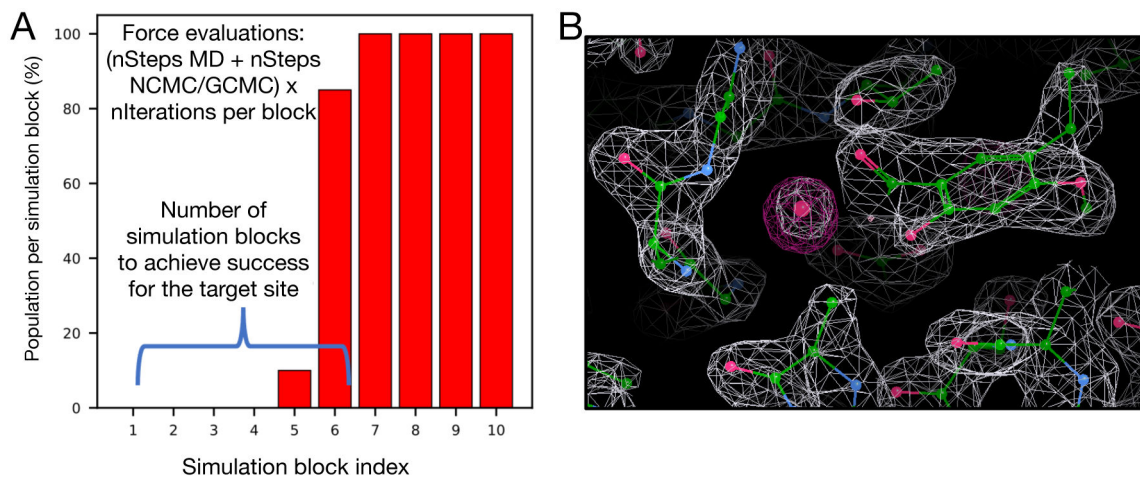 A
Force evaluations:
(nSteps MD + nSteps
NCMC/GCMC) x
nIterations per block
Number of
simulation blocks
to achieve success
for the target site
Population per simulation block (%)
100
80
60
40
20
0
1 2 3 4 5 6 7 8 9 10
Simulation block index
B